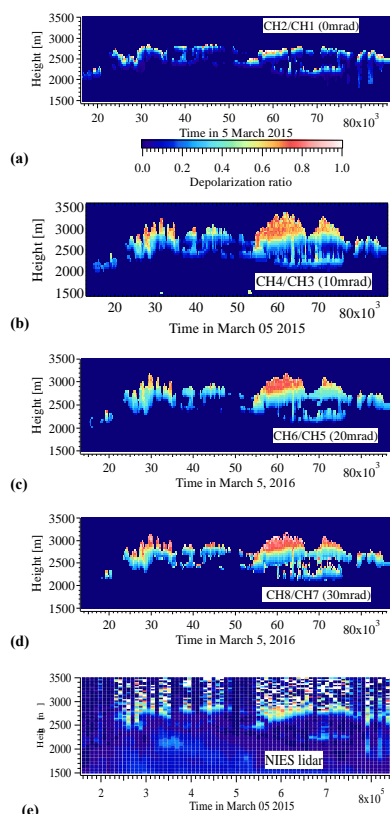 3500
3000
2500
2000
1500
Height [m]
CH2/CH1 (0mrad)
20 30 40 50 60 70 80x10³
Time in 5 March 2015
(a)
0.0 0.2 0.4 0.6 0.8 1.0
Depolarization ratio
3500
3000
2500
2000
1500
Height [m]
CH4/CH3 (10mrad)
20 30 40 50 60 70 80x10³
(b)
Time in March 05 2015
3500
3000
2500
2000
1500
Height [m]
CH6/CH5 (20mrad)
20 30 40 50 60 70 80x10³
(c)
Time in March 5, 2016
3500
3000
2500
2000
1500
Height [m]
CH8/CH7 (30mrad)
20 30 40 50 60 70 80x10³
(d)
Time in March 5, 2016
3500
3000
2500
2000
1500
NIES lidar
2 3 4 5 6 7 8x10⁵
(e)
Time in March 05 2015